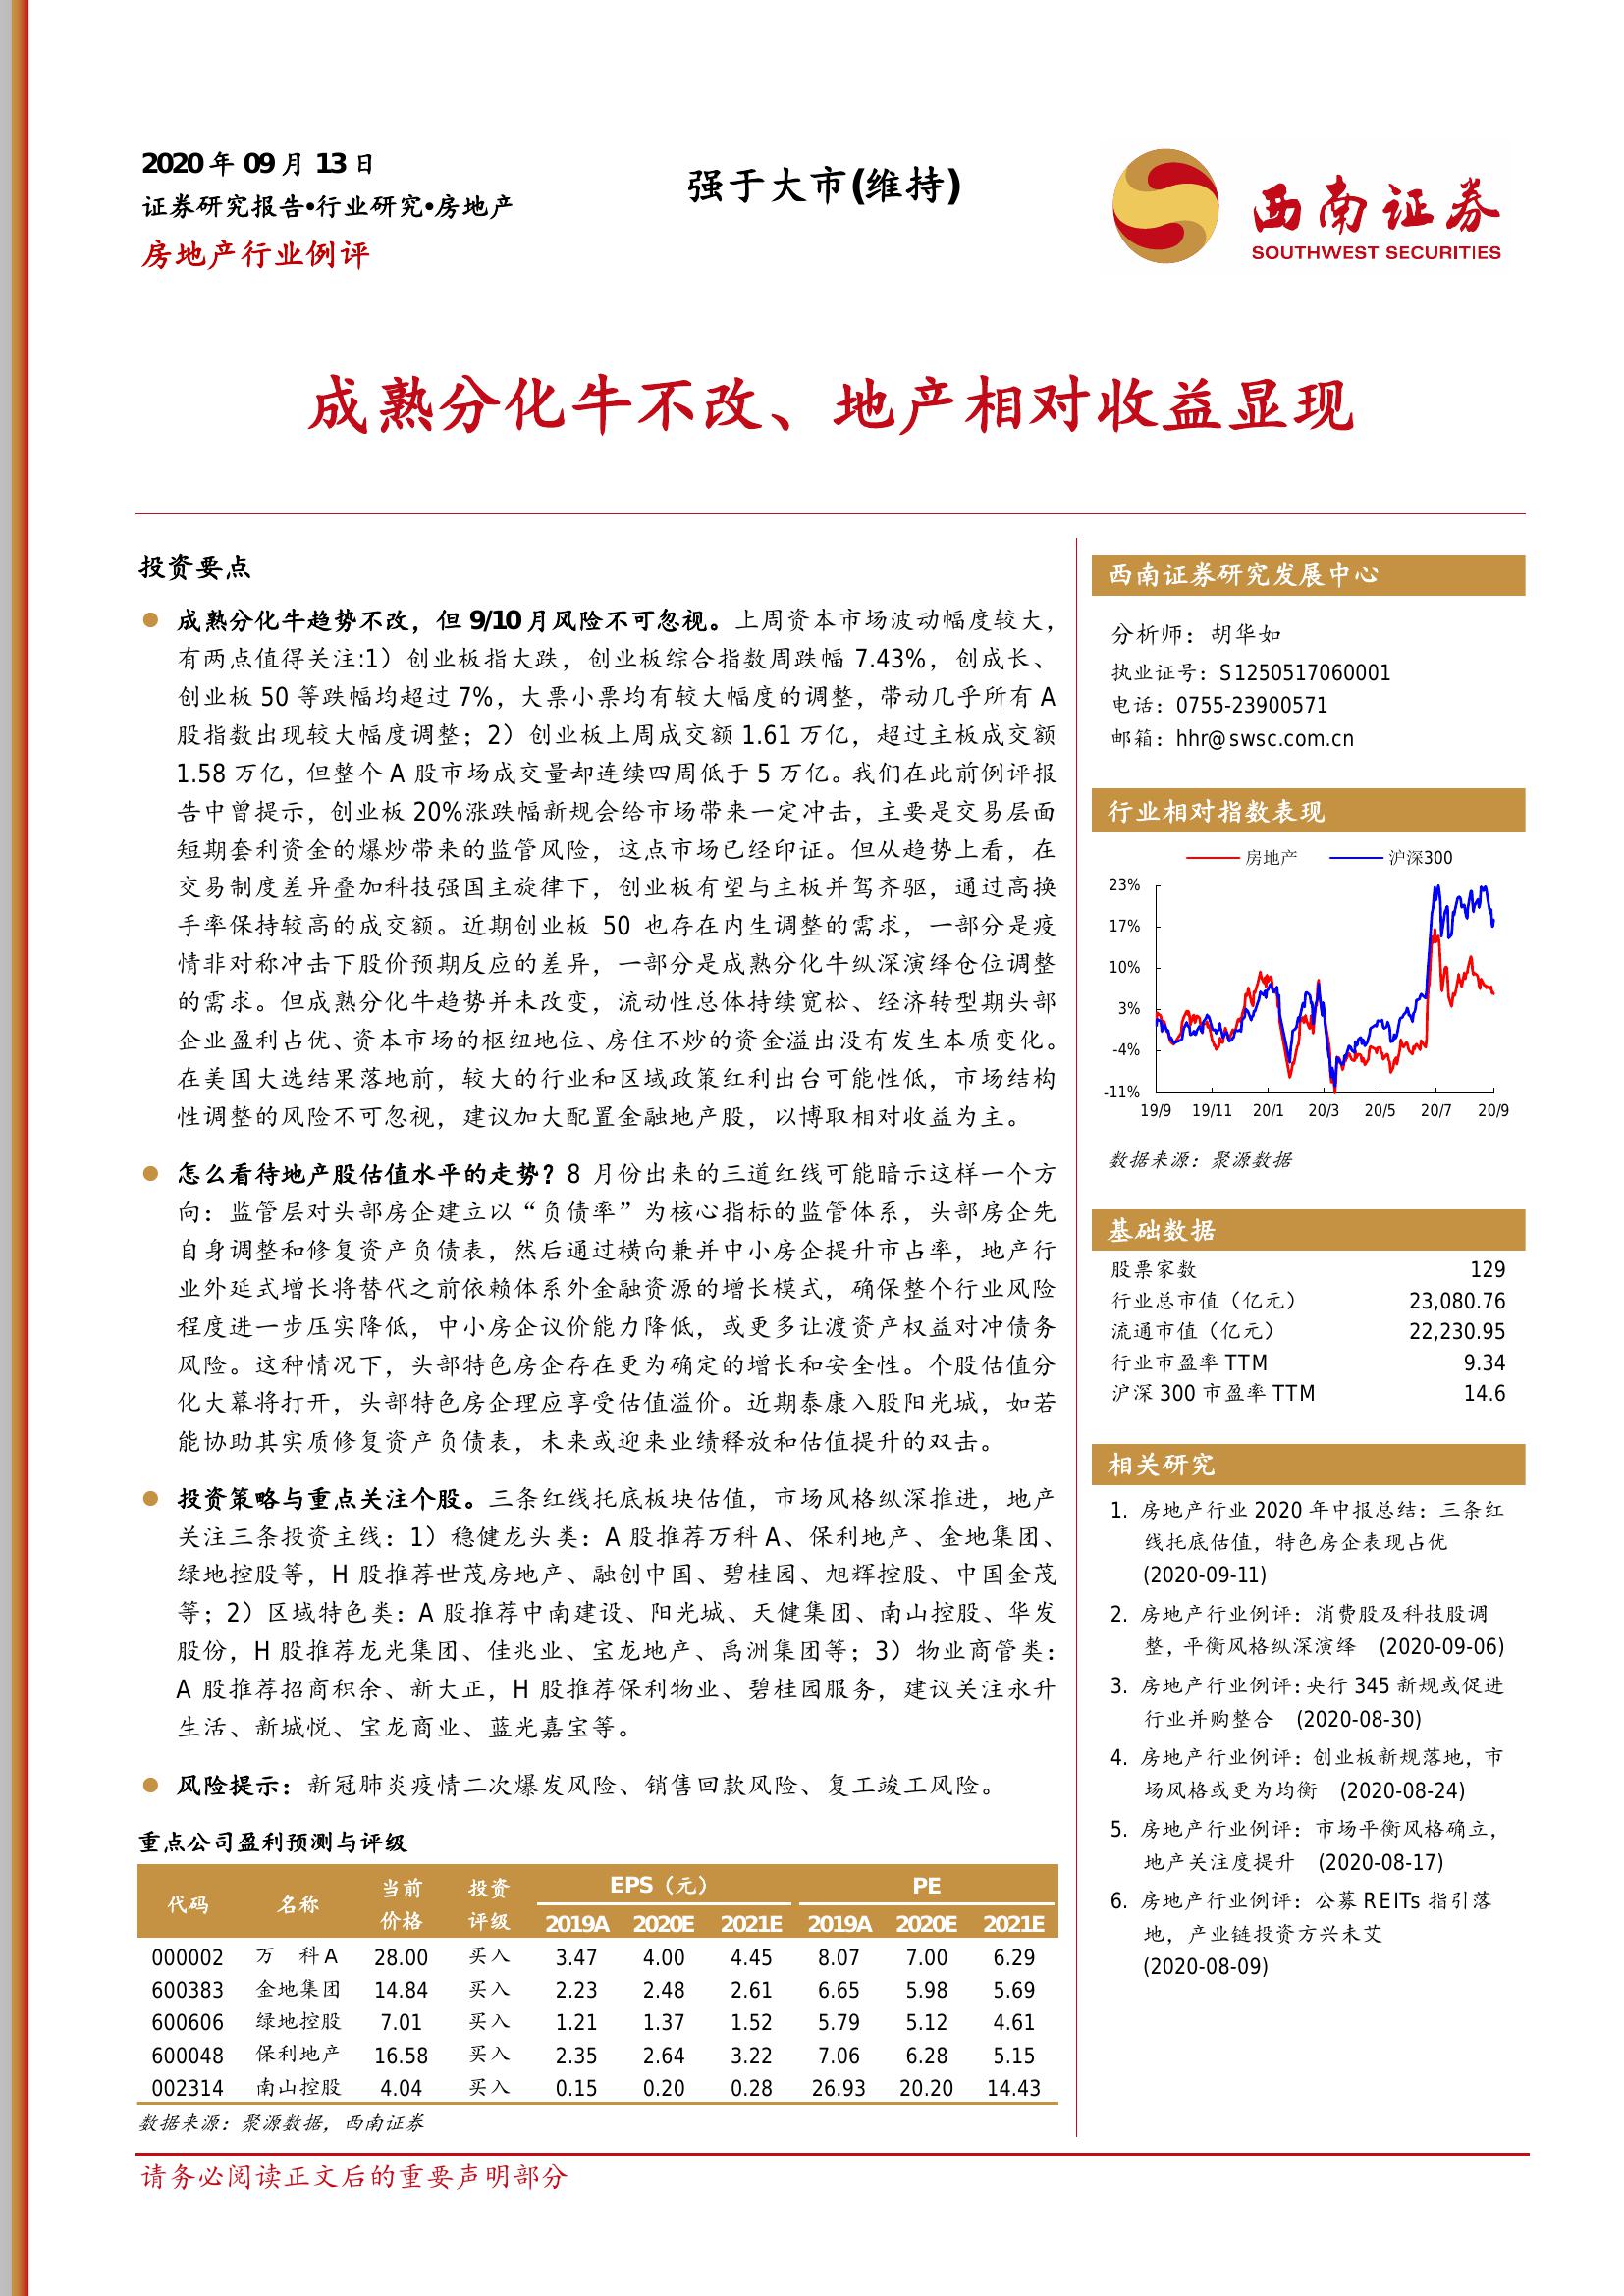 2020 年 09 月 13 日
证券研究报告•行业研究•房地产
房地产行业例评
强于大市(维持)
西南证券
SOUTHWEST SECURITIES
成熟分化牛不改、地产相对收益显现
投资要点
成熟分化牛趋势不改，但 9/10 月风险不可忽视。上周资本市场波动幅度较大，
有两点值得关注:1）创业板指大跌，创业板综合指数周跌幅 7.43%，创成长、
创业板 50 等跌幅均超过 7%，大票小票均有较大幅度的调整，带动几乎所有 A
股指数出现较大幅度调整；2）创业板上周成交额 1.61 万亿，超过主板成交额
1.58 万亿，但整个 A 股市场成交量却连续四周低于 5 万亿。我们在此前例评报
告中曾提示，创业板 20%涨跌幅新规会给市场带来一定冲击，主要是交易层面
短期套利资金的爆炒带来的监管风险，这点市场已经印证。但从趋势上看，在
交易制度差异叠加科技强国主旋律下，创业板有望与主板并驾齐驱，通过高换
手率保持较高的成交额。近期创业板 50 也存在内生调整的需求，一部分是疫
情非对称冲击下股价预期反应的差异，一部分是成熟分化牛纵深演绎仓位调整
的需求。但成熟分化牛趋势并未改变，流动性总体持续宽松、经济转型期头部
企业盈利占优、资本市场的枢纽地位、房住不炒的资金溢出没有发生本质变化。
在美国大选结果落地前，较大的行业和区域政策红利出台可能性低，市场结构
性调整的风险不可忽视，建议加大配置金融地产股，以博取相对收益为主。
怎么看待地产股估值水平的走势？8 月份出来的三道红线可能暗示这样一个方
向：监管层对头部房企建立以“负债率”为核心指标的监管体系，头部房企先
自身调整和修复资产负债表，然后通过横向兼并中小房企提升市占率，地产行
业外延式增长将替代之前依赖体系外金融资源的增长模式，确保整个行业风险
程度进一步压实降低，中小房企议价能力降低，或更多让渡资产权益对冲债务
风险。这种情况下，头部特色房企存在更为确定的增长和安全性。个股估值分
化大幕将打开，头部特色房企理应享受估值溢价。近期泰康入股阳光城，如若
能协助其实质修复资产负债表，未来或迎来业绩释放和估值提升的双击。
投资策略与重点关注个股。三条红线托底板块估值，市场风格纵深推进，地产
关注三条投资主线：1）稳健龙头类：A 股推荐万科 A、保利地产、金地集团、
绿地控股等，H 股推荐世茂房地产、融创中国、碧桂园、旭辉控股、中国金茂
等；2）区域特色类：A 股推荐中南建设、阳光城、天健集团、南山控股、华发
股份，H 股推荐龙光集团、佳兆业、宝龙地产、禹洲集团等；3）物业商管类：
A 股推荐招商积余、新大正，H 股推荐保利物业、碧桂园服务，建议关注永升
生活、新城悦、宝龙商业、蓝光嘉宝等。
风险提示：新冠肺炎疫情二次爆发风险、销售回款风险、复工竣工风险。
重点公司盈利预测与评级
代码 名称 当前价格 投资评级 EPS（元） PE
2019A 2020E 2021E 2019A 2020E 2021E
000002 万 科A 28.00 买入 3.47 4.00 4.45 8.07 7.00 6.29
600383 金地集团 14.84 买入 2.23 2.48 2.61 6.65 5.98 5.69
600606 绿地控股 7.01 买入 1.21 1.37 1.52 5.79 5.12 4.61
600048 保利地产 16.58 买入 2.35 2.64 3.22 7.06 6.28 5.15
002314 南山控股 4.04 买入 0.15 0.20 0.28 26.93 20.20 14.43
数据来源：聚源数据，西南证券
西南证券研究发展中心
分析师：胡华如
执业证号：S1250517060001
电话：0755-23900571
邮箱：hhr@swsc.com.cn
行业相对指数表现
房地产 沪深300
23%
17%
10%
3%
-4%
-11%
19/9 19/11 20/1 20/3 20/5 20/7 20/9
数据来源：聚源数据
基础数据
股票家数 129
行业总市值（亿元） 23,080.76
流通市值（亿元） 22,230.95
行业市盈率 TTM 9.34
沪深 300 市盈率 TTM 14.6
相关研究
1. 房地产行业 2020 年中报总结：三条红
线托底估值，特色房企表现占优
(2020-09-11)
2. 房地产行业例评：消费股及科技股调
整，平衡风格纵深演绎 (2020-09-06)
3. 房地产行业例评：央行 345 新规或促进
行业并购整合 (2020-08-30)
4. 房地产行业例评：创业板新规落地，市
场风格或更为均衡 (2020-08-24)
5. 房地产行业例评：市场平衡风格确立，
地产关注度提升 (2020-08-17)
6. 房地产行业例评：公募 REITs 指引落
地，产业链投资方兴未艾
(2020-08-09)
请务必阅读正文后的重要声明部分